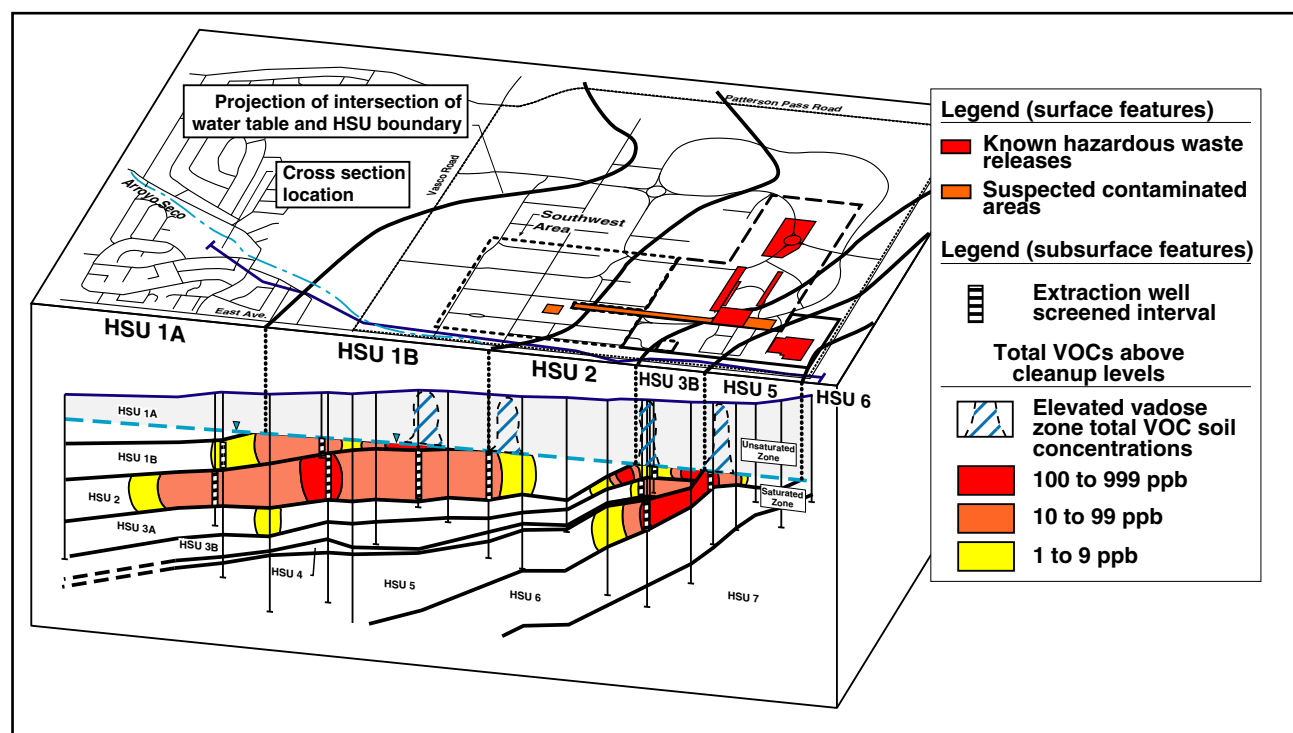 Projection of intersection of
water table and HSU boundary
Cross section
location
Patterson Pass Road
Vasco Road
Arroyo Seco
Southwest
Area
East Ave.
HSU 1A
HSU 1B
HSU 2
HSU 3B
HSU 5
HSU 6
HSU 1A
HSU 1B
HSU 2
HSU 3A
HSU 3B
HSU 4
HSU 5
HSU 6
HSU 7
Unsaturated
Zone
Saturated
Zone
Legend (surface features)
Known hazardous waste
releases
Suspected contaminated
areas
Legend (subsurface features)
Extraction well
screened interval
Total VOCs above
cleanup levels
Elevated vadose
zone total VOC soil
concentrations
100 to 999 ppb
10 to 99 ppb
1 to 9 ppb